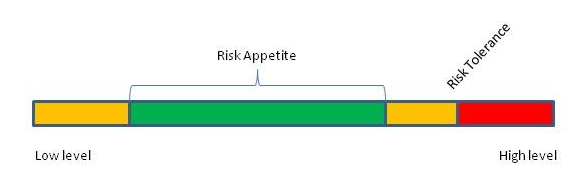 Risk Appetite
Risk Tolerance
Low level
High level